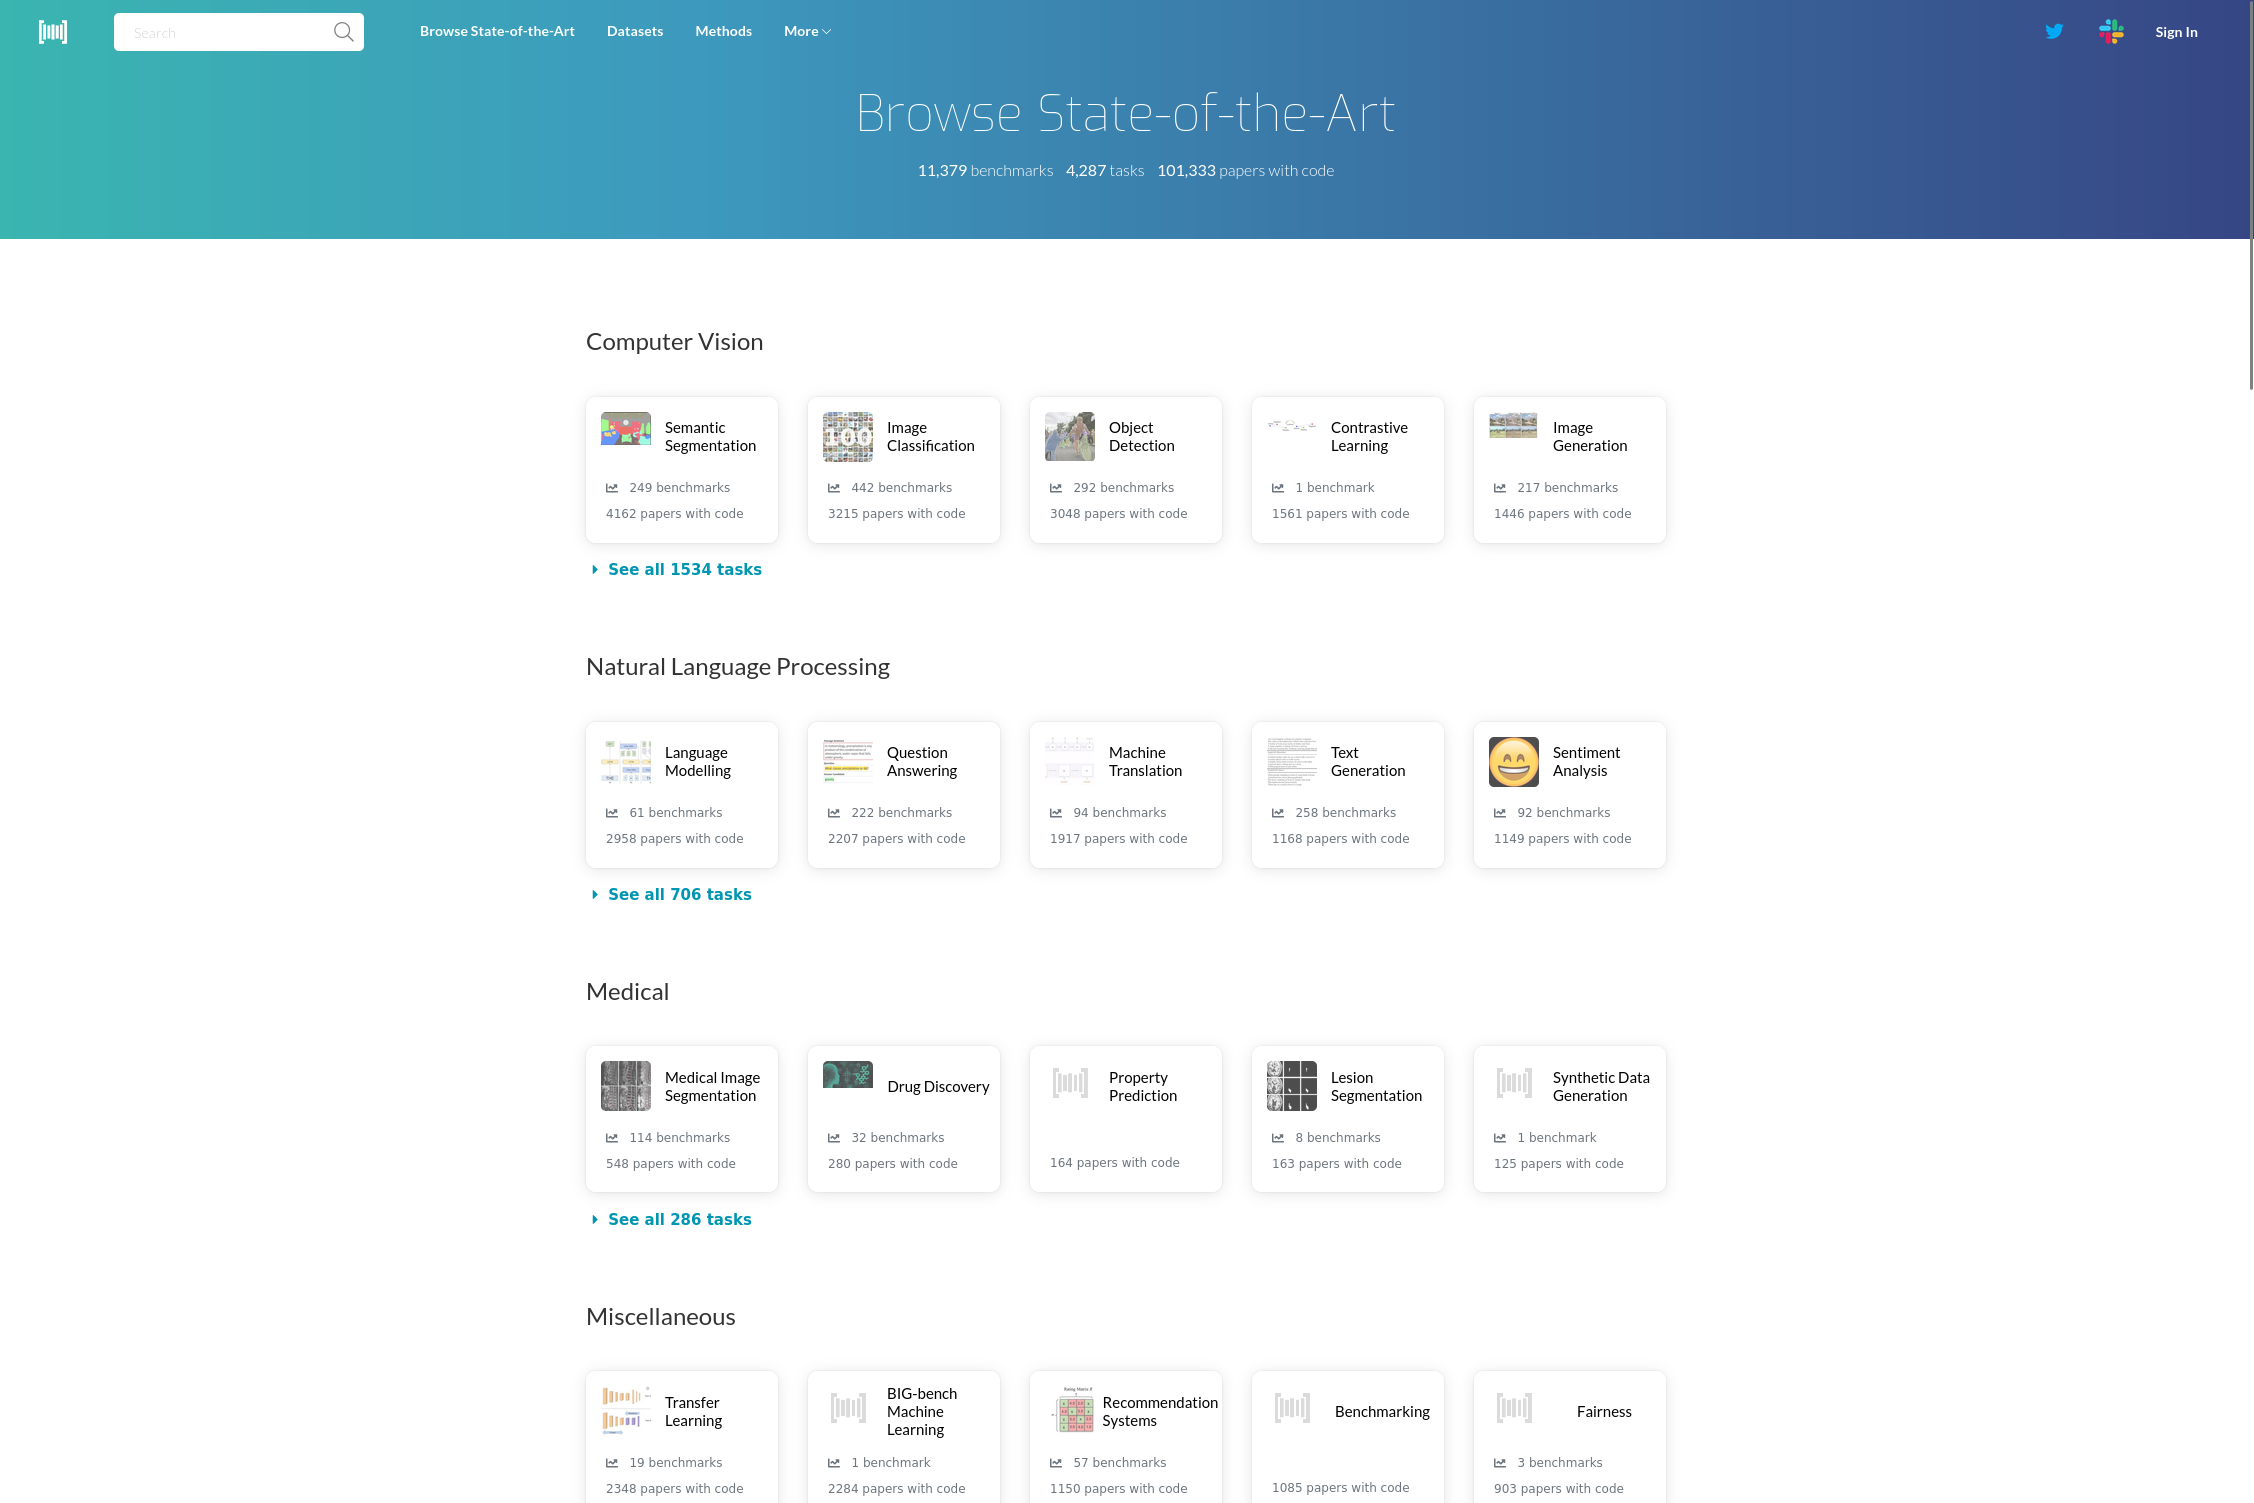 Search
Browse State-of-the-Art
Datasets
Methods
More
Sign In
Browse State-of-the-Art
11,379 benchmarks 4,287 tasks 101,333 papers with code
Computer Vision
Semantic
Segmentation
249 benchmarks
4162 papers with code
Image
Classification
442 benchmarks
3215 papers with code
Object
Detection
292 benchmarks
3048 papers with code
Contrastive
Learning
1 benchmark
1561 papers with code
Image
Generation
217 benchmarks
1446 papers with code
See all 1534 tasks
Natural Language Processing
Language
Modelling
61 benchmarks
2958 papers with code
Question
Answering
222 benchmarks
2207 papers with code
Machine
Translation
94 benchmarks
1917 papers with code
Text
Generation
258 benchmarks
1168 papers with code
Sentiment
Analysis
92 benchmarks
1149 papers with code
See all 706 tasks
Medical
Medical Image
Segmentation
114 benchmarks
548 papers with code
Drug Discovery
32 benchmarks
280 papers with code
Property
Prediction
164 papers with code
Lesion
Segmentation
8 benchmarks
163 papers with code
Synthetic Data
Generation
1 benchmark
125 papers with code
See all 286 tasks
Miscellaneous
Transfer
Learning
19 benchmarks
2348 papers with code
BIG-bench
Machine
Learning
1 benchmark
2284 papers with code
Recommendation
Systems
57 benchmarks
1150 papers with code
Benchmarking
1085 papers with code
Fairness
3 benchmarks
903 papers with code